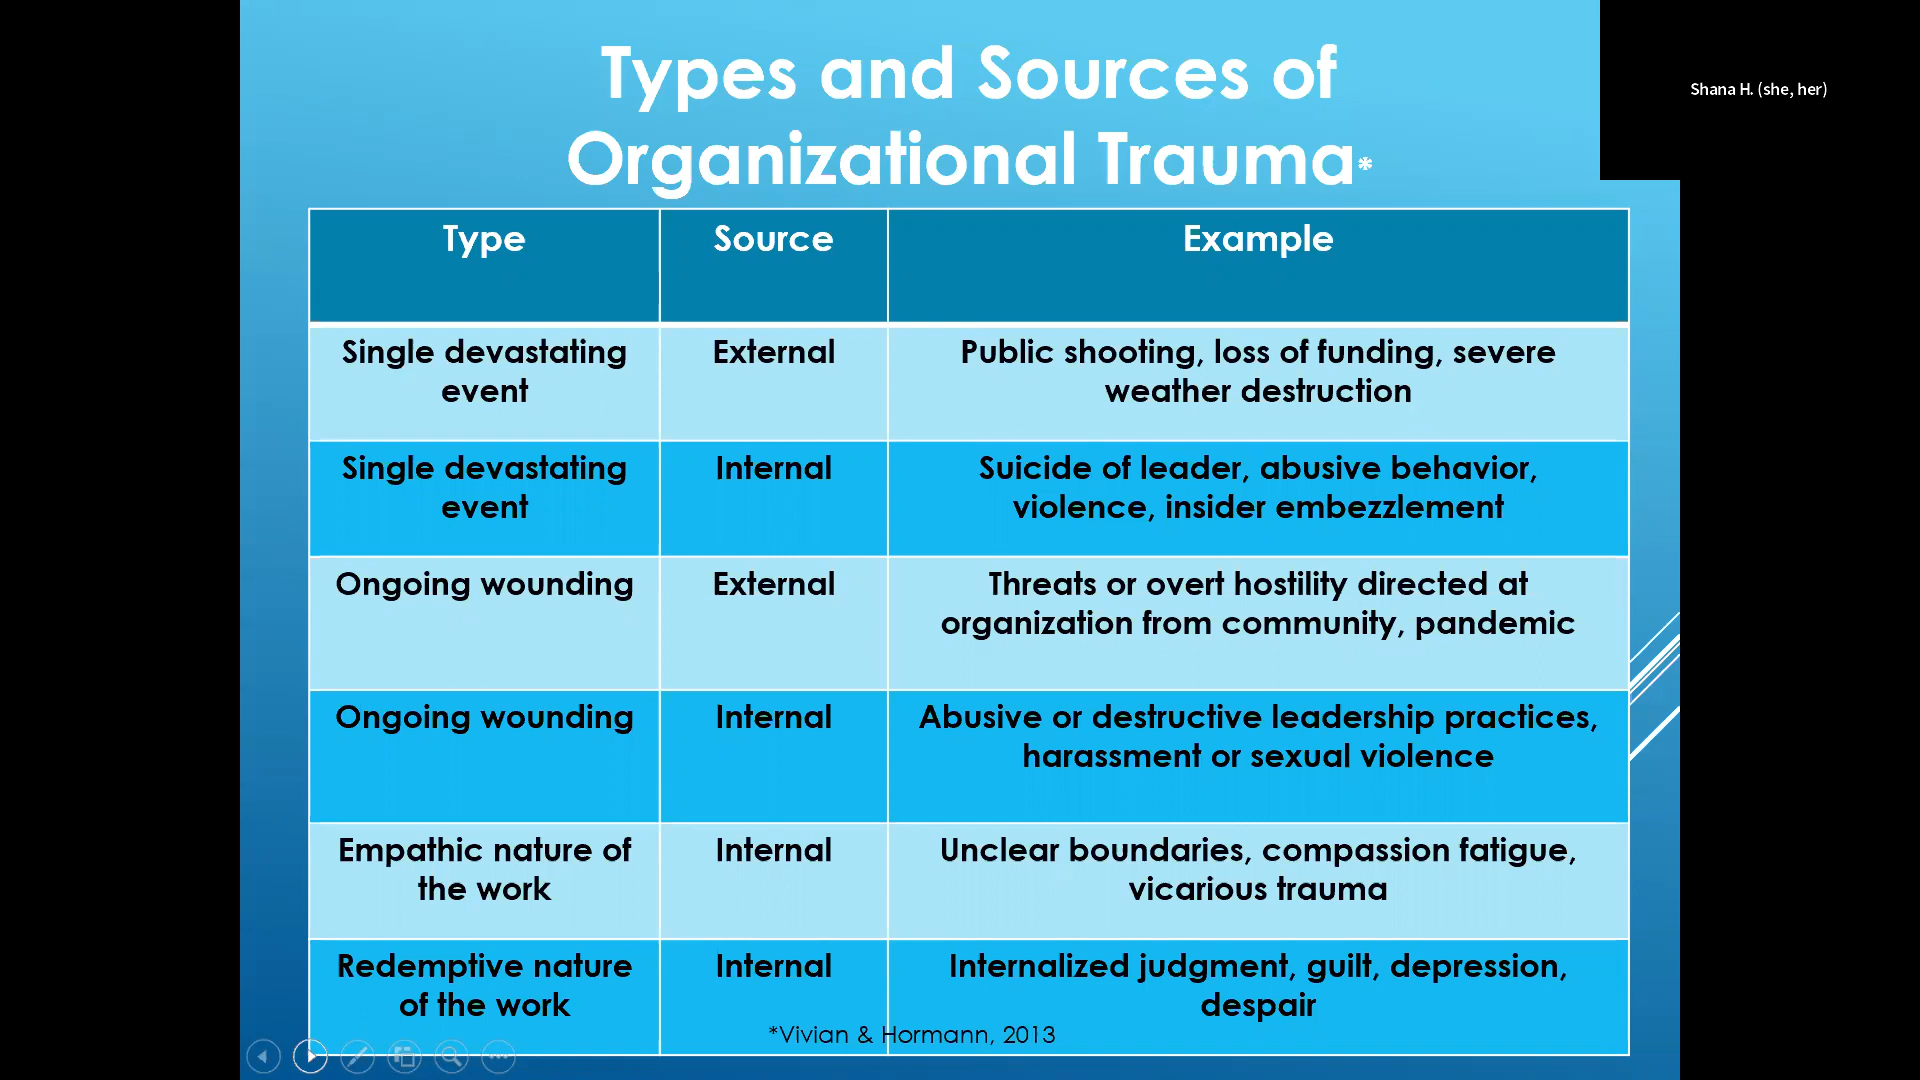 Types and Sources of
Organizational Trauma*
Shana H. (she, her)
Type Source Example
Single devastating External Public shooting, loss of funding, severe
event weather destruction
Single devastating Internal Suicide of leader, abusive behavior,
event violence, insider embezzlement
Ongoing wounding External Threats or overt hostility directed at
organization from community, pandemic
Ongoing wounding Internal Abusive or destructive leadership practices,
harassment or sexual violence
Empathic nature of Internal Unclear boundaries, compassion fatigue,
the work vicarious trauma
Redemptive nature Internal Internalized judgment, guilt, depression,
of the work despair
*Vivian & Hormann, 2013